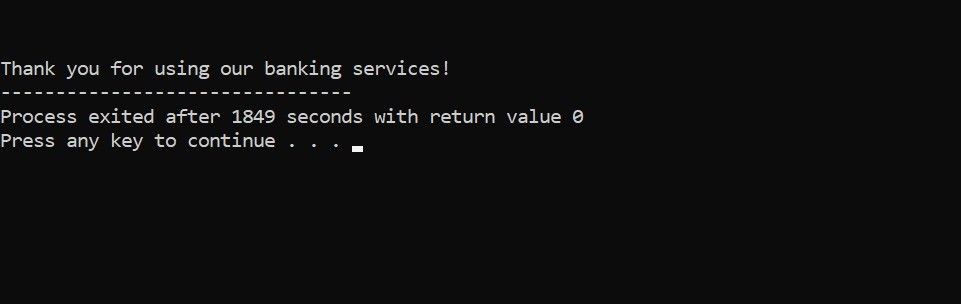 Thank you for using our banking services!
--------------------------------
Process exited after 1849 seconds with return value 0
Press any key to continue . . .